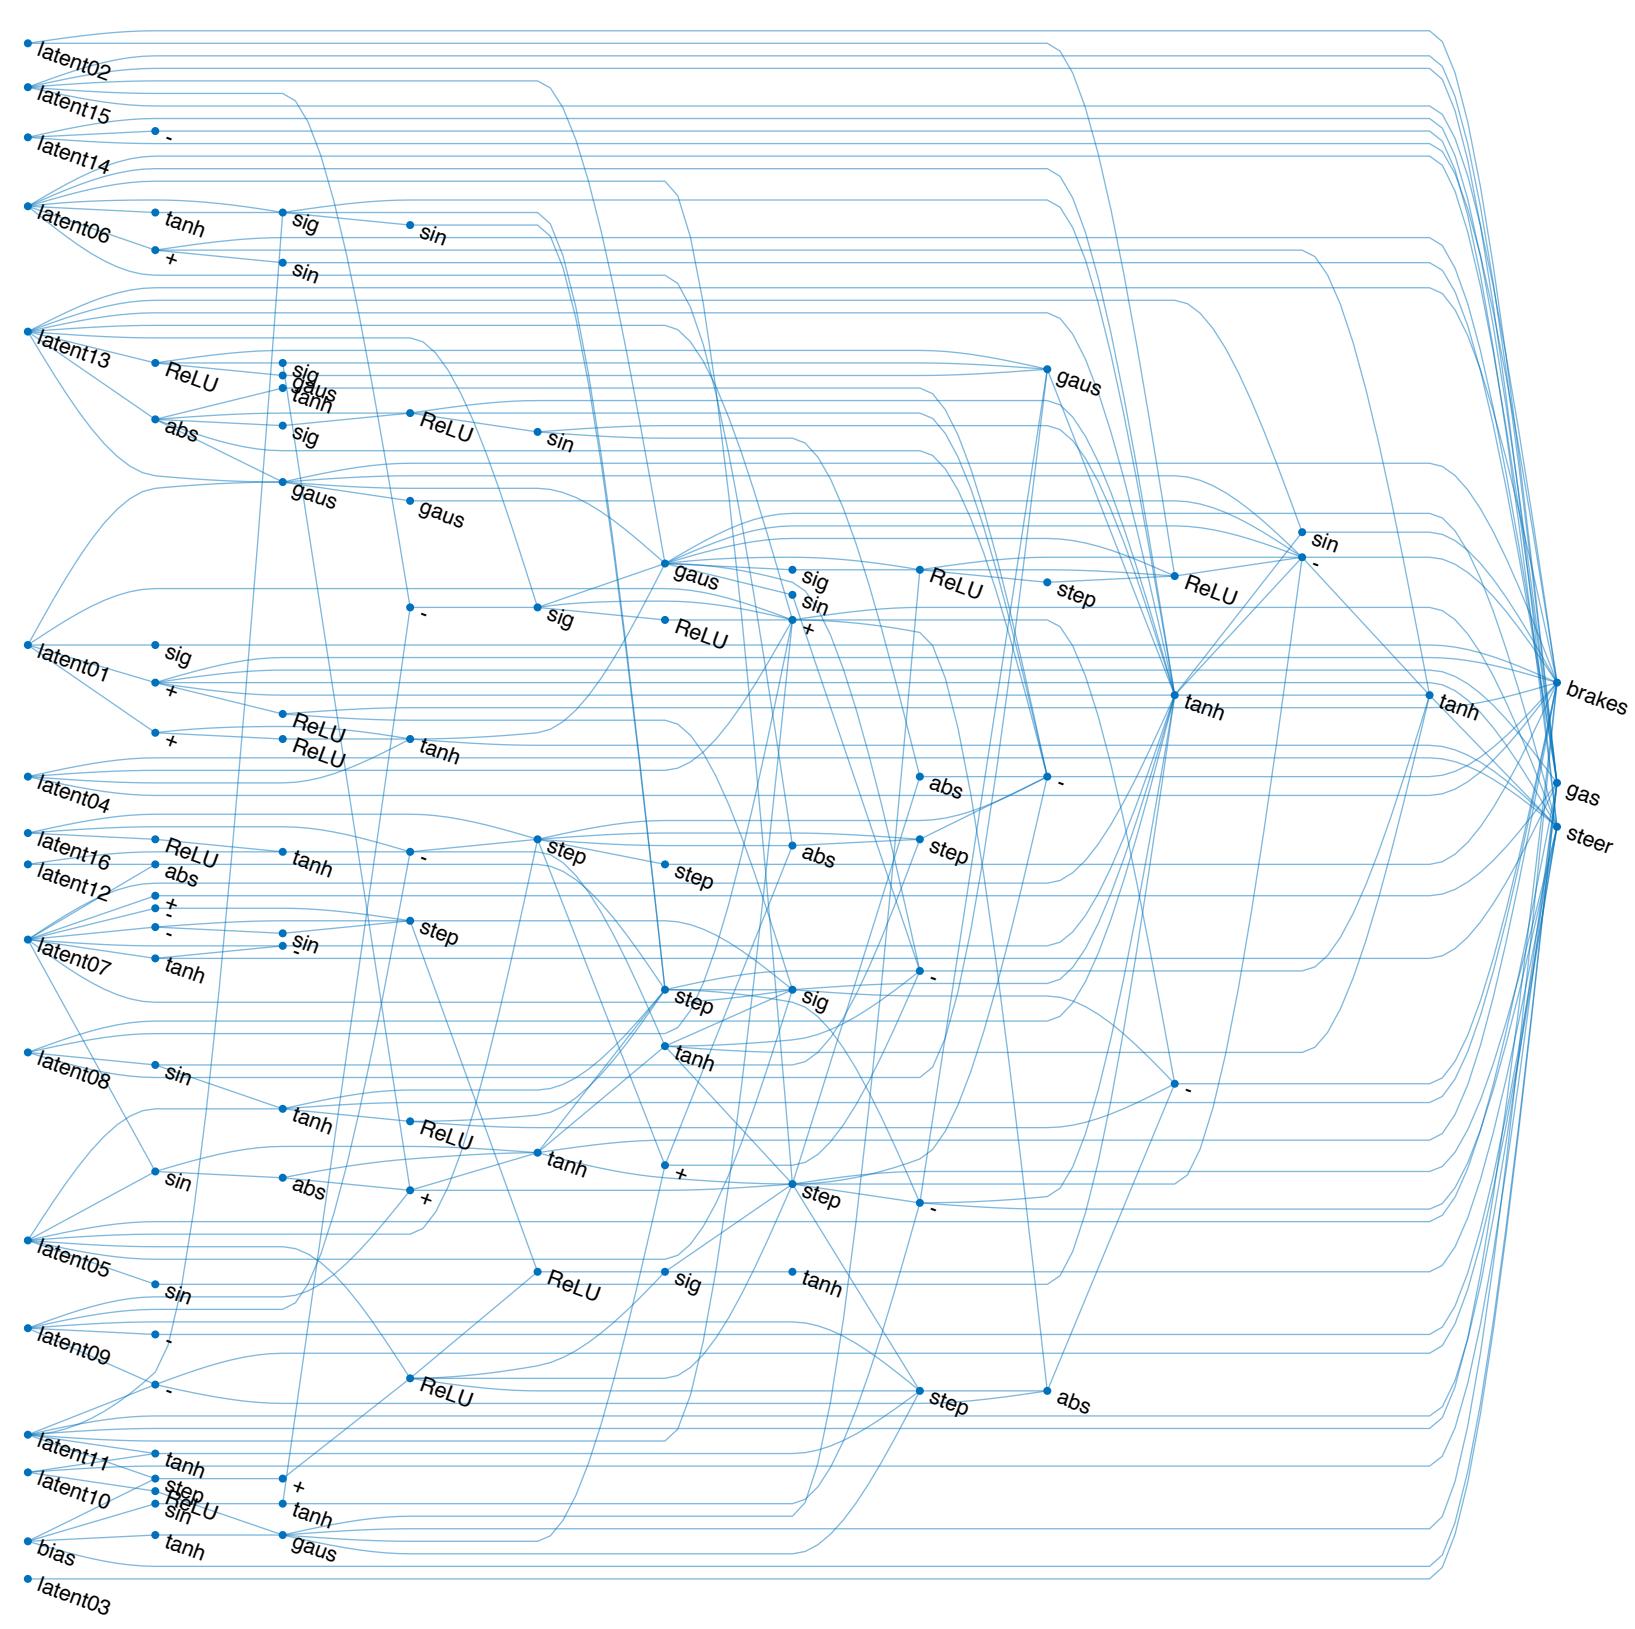 latent02
latent15
-
latent14
tanh
sig
sin
latent06
+
sin
latent13
ReLU
sig
gaus
tanh
gaus
abs
sig
ReLU
sin
gaus
gaus
sin
-
gaus
sig
sin
ReLU
step
ReLU
-
sig
ReLU
+
latent01
sig
+
+
ReLU
ReLU
tanh
tanh
tanh
brakes
latent04
abs
-
gas
latent16
ReLU
tanh
-
step
abs
step
steer
latent12
abs
step
+
-
-
step
latent07
tanh
sin
-
-
step
sig
latent08
sin
tanh
-
tanh
ReLU
sin
abs
+
tanh
+
step
-
latent05
sin
ReLU
sig
tanh
latent09
-
-
ReLU
step
abs
latent11
tanh
latent10
step
ReLU
sin
+
tanh
bias
tanh
gaus
latent03